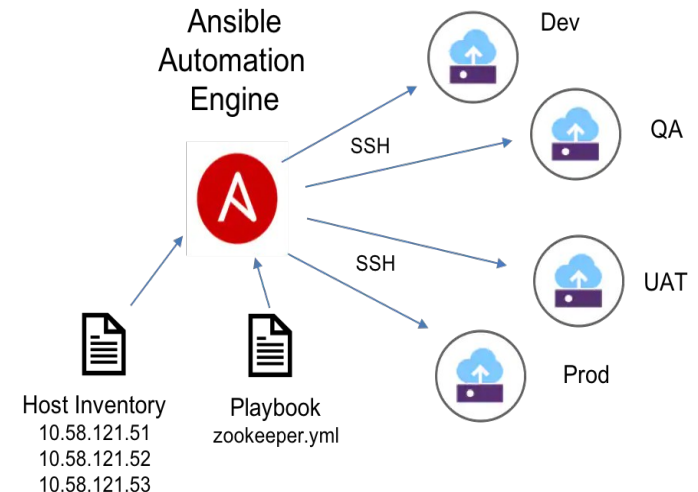 Ansible
Automation
Engine
Dev
QA
SSH
SSH
UAT
Prod
Host Inventory
10.58.121.51
10.58.121.52
10.58.121.53
Playbook
zookeeper.yml